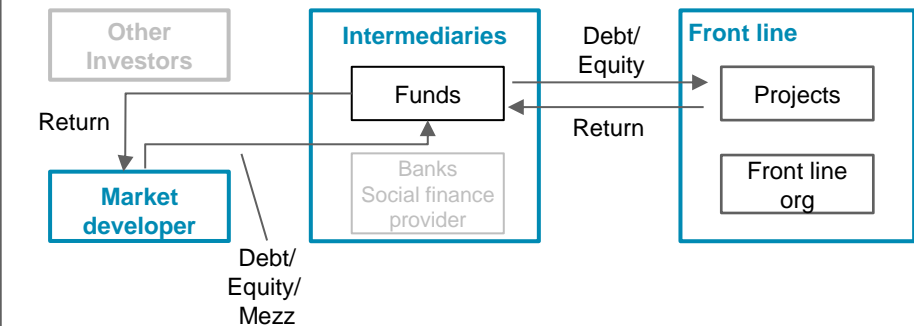 Other
Investors
Intermediaries
Debt/
Equity
Front line
Funds
Projects
Return
Return
Banks
Social finance
provider
Front line
org
Market
developer
Debt/
Equity/
Mezz